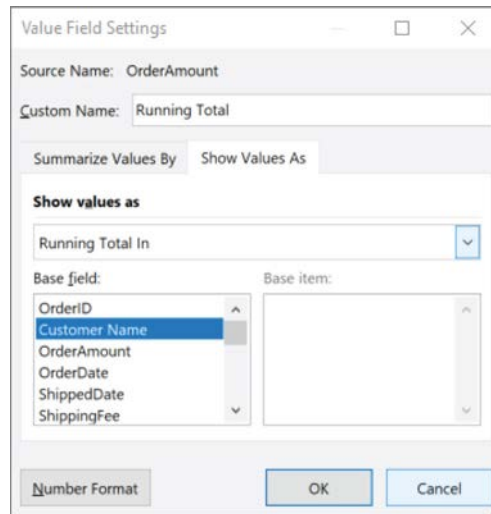 Value Field Settings
Source Name: OrderAmount
Custom Name: Running Total
Summarize Values By Show Values As
Show values as
Running Total In
Base field: Base item:
OrderID
Customer Name
OrderAmount
OrderDate
ShippedDate
ShippingFee
Number Format OK Cancel